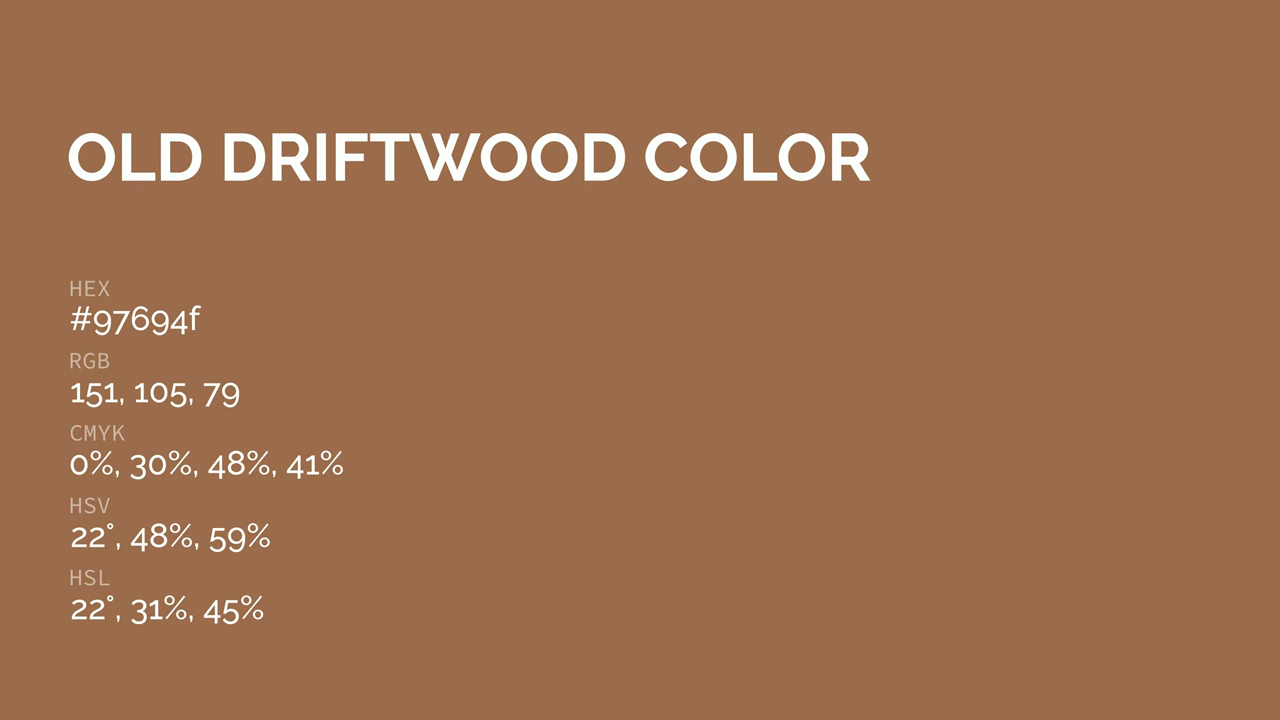 OLD DRIFTWOOD COLOR
HEX
#97694f
RGB
151, 105, 79
CMYK
0%, 30%, 48%, 41%
HSV
22°, 48%, 59%
HSL
22°, 31%, 45%